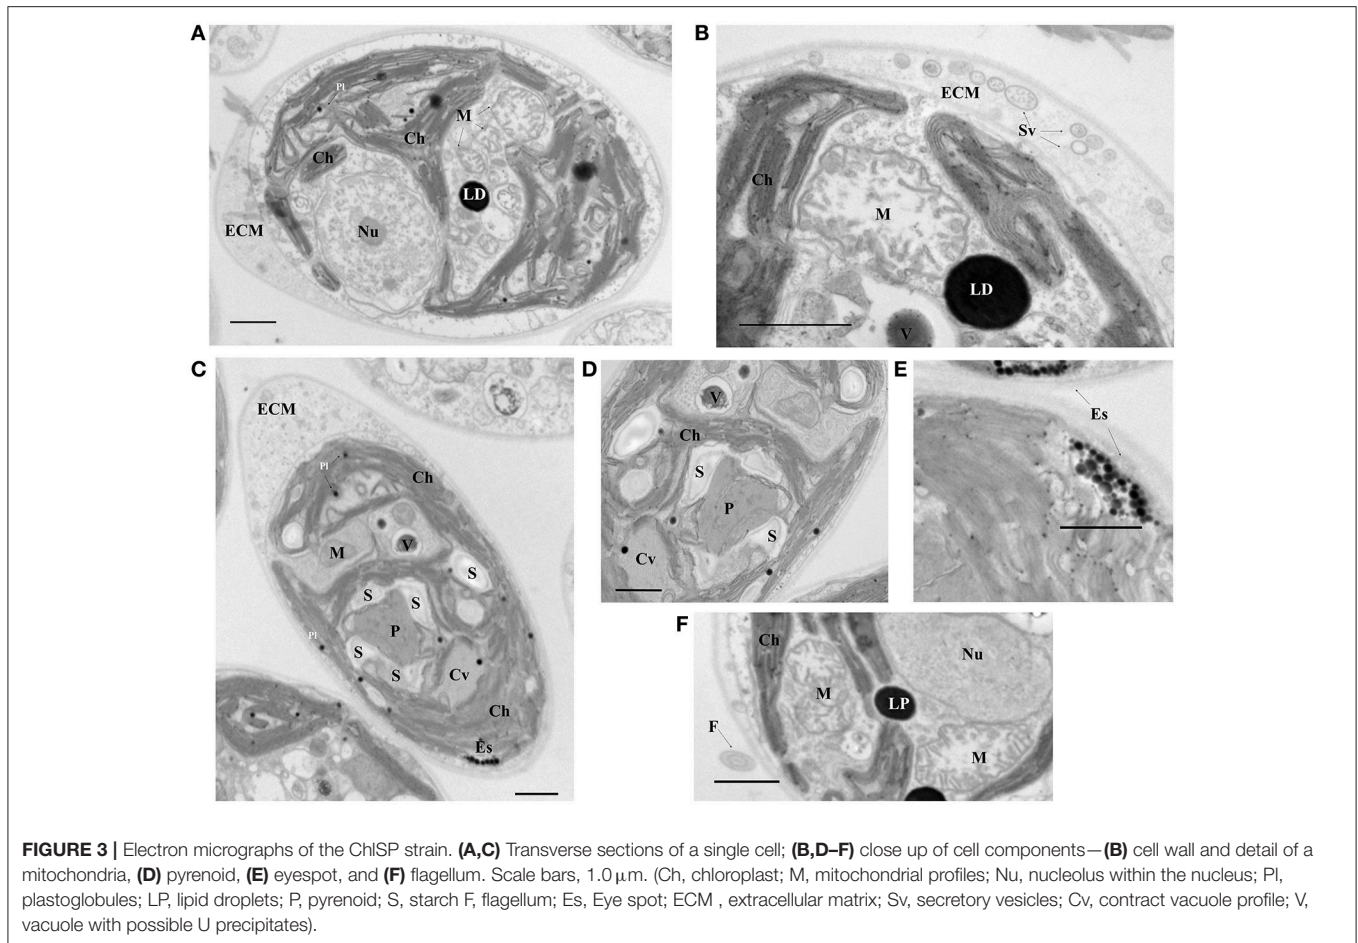 A
Pl
M
Ch
Ch
LD
Nu
ECM
B
ECM
Sv
Ch
M
LD
V
C
ECM
Pl
Ch
M
V
S
S
S
P
Pl
S
S
Cv
Ch
Es
D
V
Ch
S
P
S
Cv
E
Es
F
Ch
Nu
M
LP
F
M
FIGURE 3 | Electron micrographs of the ChlSP strain. (A,C) Transverse sections of a single cell; (B,D–F) close up of cell components—(B) cell wall and detail of a
mitochondria, (D) pyrenoid, (E) eyespot, and (F) flagellum. Scale bars, 1.0 μm. (Ch, chloroplast; M, mitochondrial profiles; Nu, nucleolus within the nucleus; Pl,
plastoglobules; LP, lipid droplets; P, pyrenoid; S, starch F, flagellum; Es, Eye spot; ECM , extracellular matrix; Sv, secretory vesicles; Cv, contract vacuole profile; V,
vacuole with possible U precipitates).